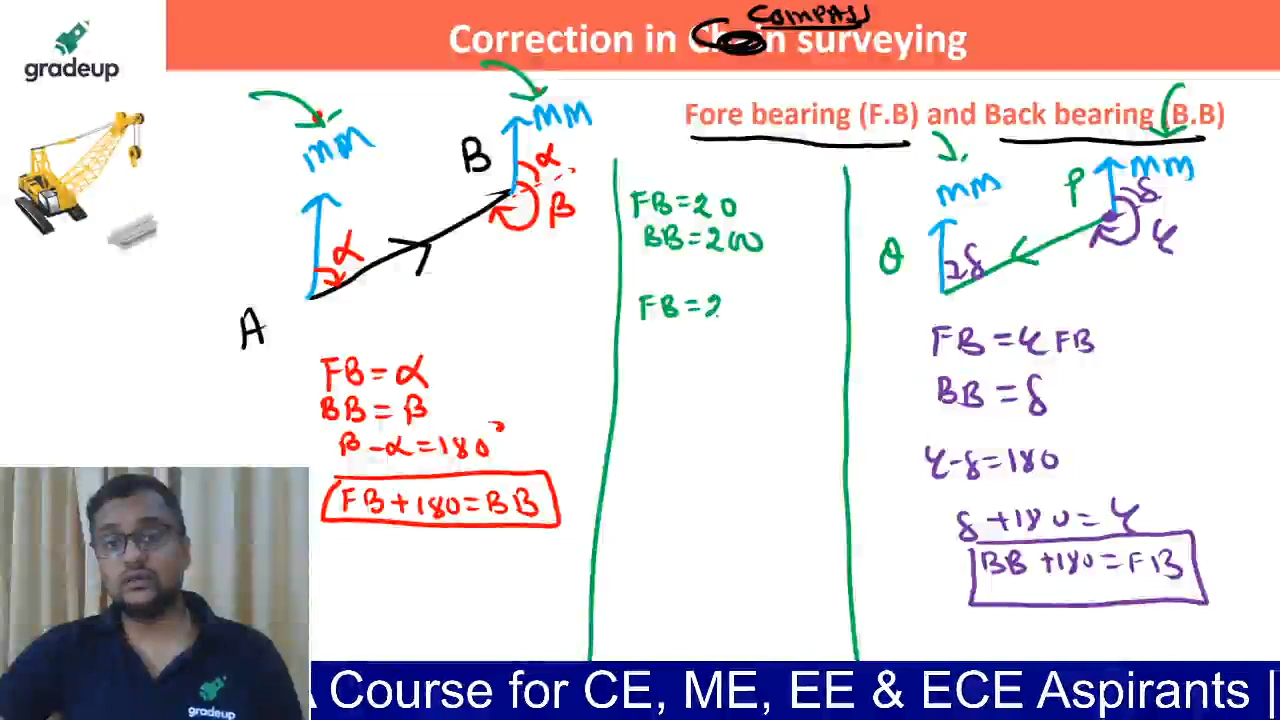 gradeup
COMPASS
Correction in Chain surveying
Fore bearing (F.B) and Back bearing (B.B)
MM
MM
B
α
β
α
A
FB = α
BB = β
β - α = 180°
FB + 180 = BB
FB = 20
BB = 200
FB = 2
MM
MM
P
δ
Q
δ
FB = FB
BB = δ
- δ = 180
δ + 180 =
BB + 180 = FB
gradeup
A Course for CE, ME, EE & ECE Aspirants |